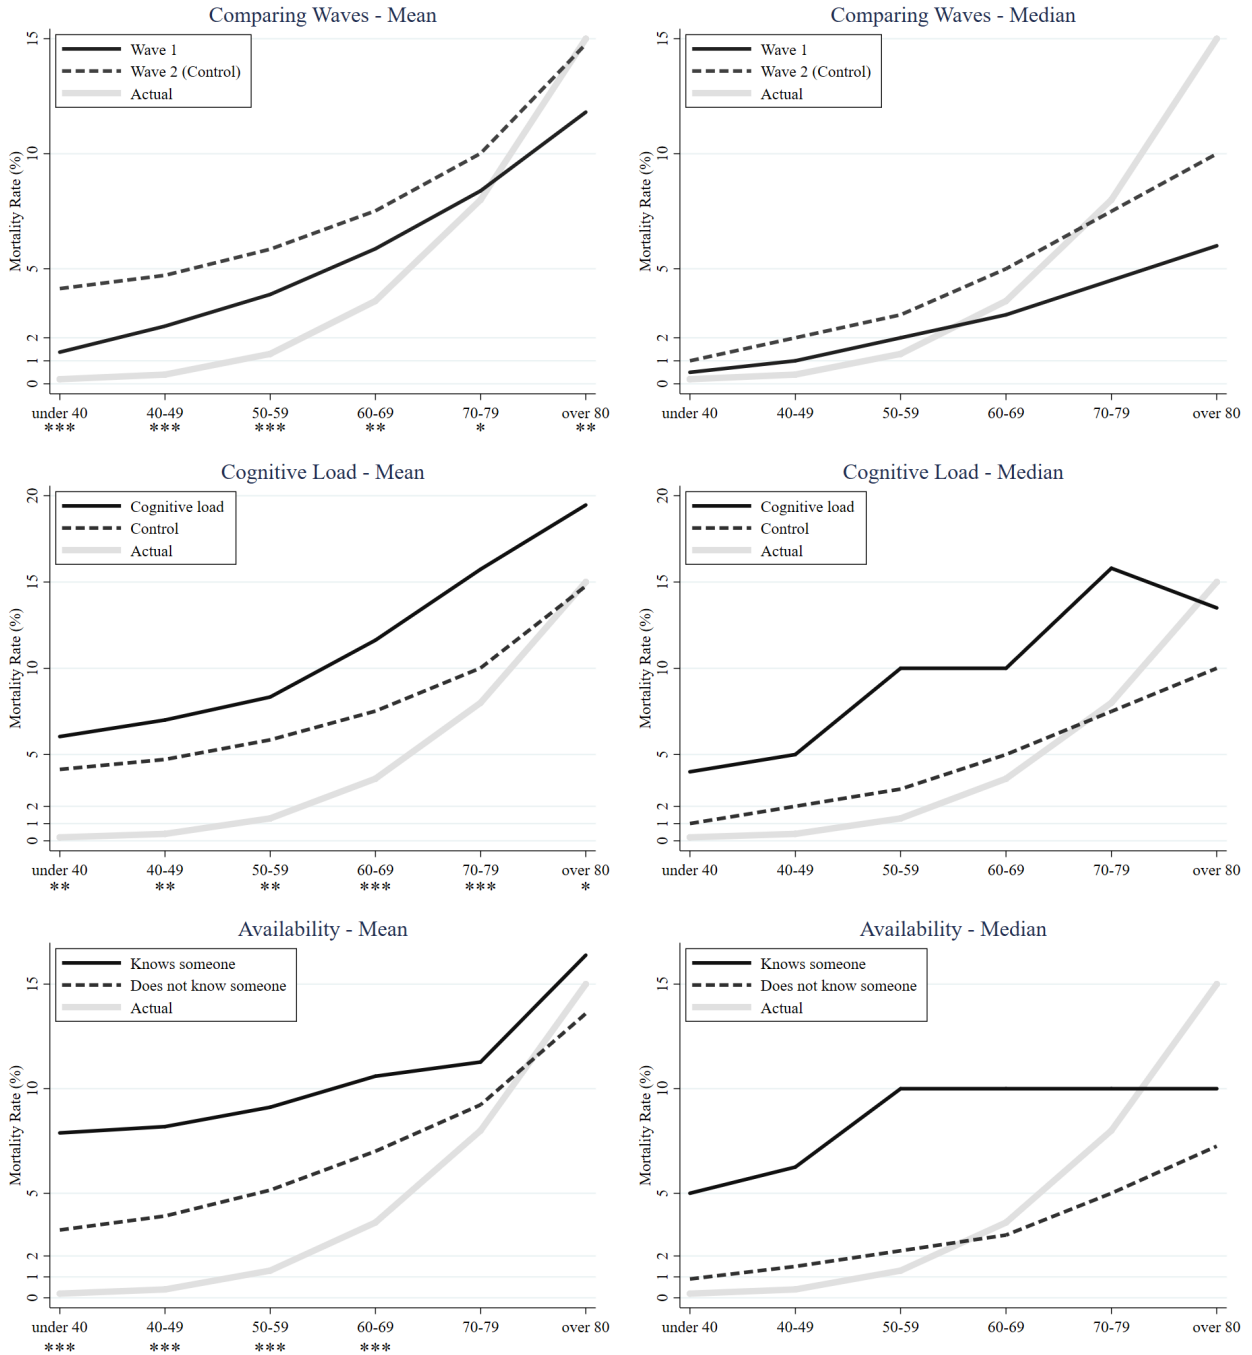 Comparing Waves - Mean
Wave 1
Wave 2 (Control)
Actual
Mortality Rate (%)
15
10
5
2
1
0
under 40 40-49 50-59 60-69 70-79 over 80
*** *** *** ** * **
Comparing Waves - Median
Wave 1
Wave 2 (Control)
Actual
Mortality Rate (%)
15
10
5
2
1
0
under 40 40-49 50-59 60-69 70-79 over 80
Cognitive Load - Mean
Cognitive load
Control
Actual
Mortality Rate (%)
20
15
10
5
2
1
0
under 40 40-49 50-59 60-69 70-79 over 80
** ** ** *** *** *
Cognitive Load - Median
Cognitive load
Control
Actual
Mortality Rate (%)
20
15
10
5
2
1
0
under 40 40-49 50-59 60-69 70-79 over 80
Availability - Mean
Knows someone
Does not know someone
Actual
Mortality Rate (%)
15
10
5
2
1
0
under 40 40-49 50-59 60-69 70-79 over 80
*** *** *** ***
Availability - Median
Knows someone
Does not know someone
Actual
Mortality Rate (%)
15
10
5
2
1
0
under 40 40-49 50-59 60-69 70-79 over 80